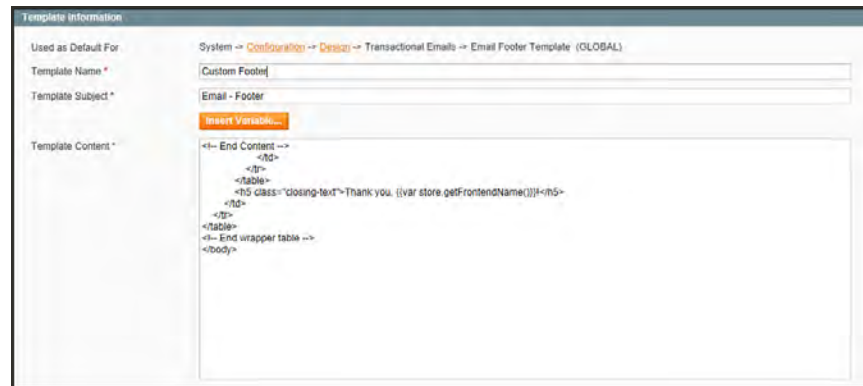 Template Information
Used as Default For System -> Configuration -> Design -> Transactional Emails -> Email Footer Template (GLOBAL)
Template Name * Custom Footer
Template Subject * Email - Footer
Insert Variable...
Template Content * <!-- End Content -->
</td>
</tr>
</table>
<h5 class="closing-text">Thank you, {{var store.getFrontendName()}}!</h5>
</td>
</tr>
</table>
<!-- End wrapper table -->
</body>